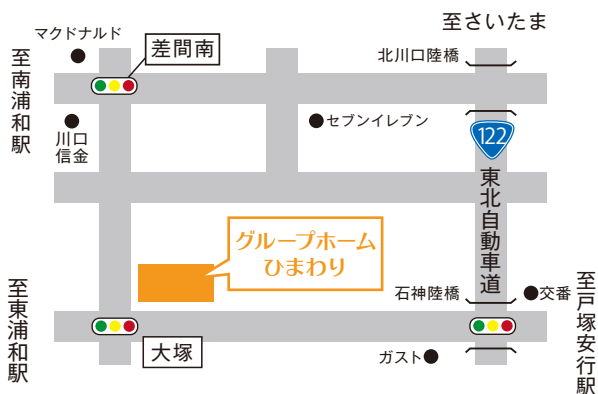 至さいたま
マクドナルド
差間南
北川口陸橋
至南浦和駅
川口
信金
セブンイレブン
122
東北自動車道
グループホーム
ひまわり
至東浦和駅
石神陸橋
交番
至戸塚安行駅
大塚
ガスト